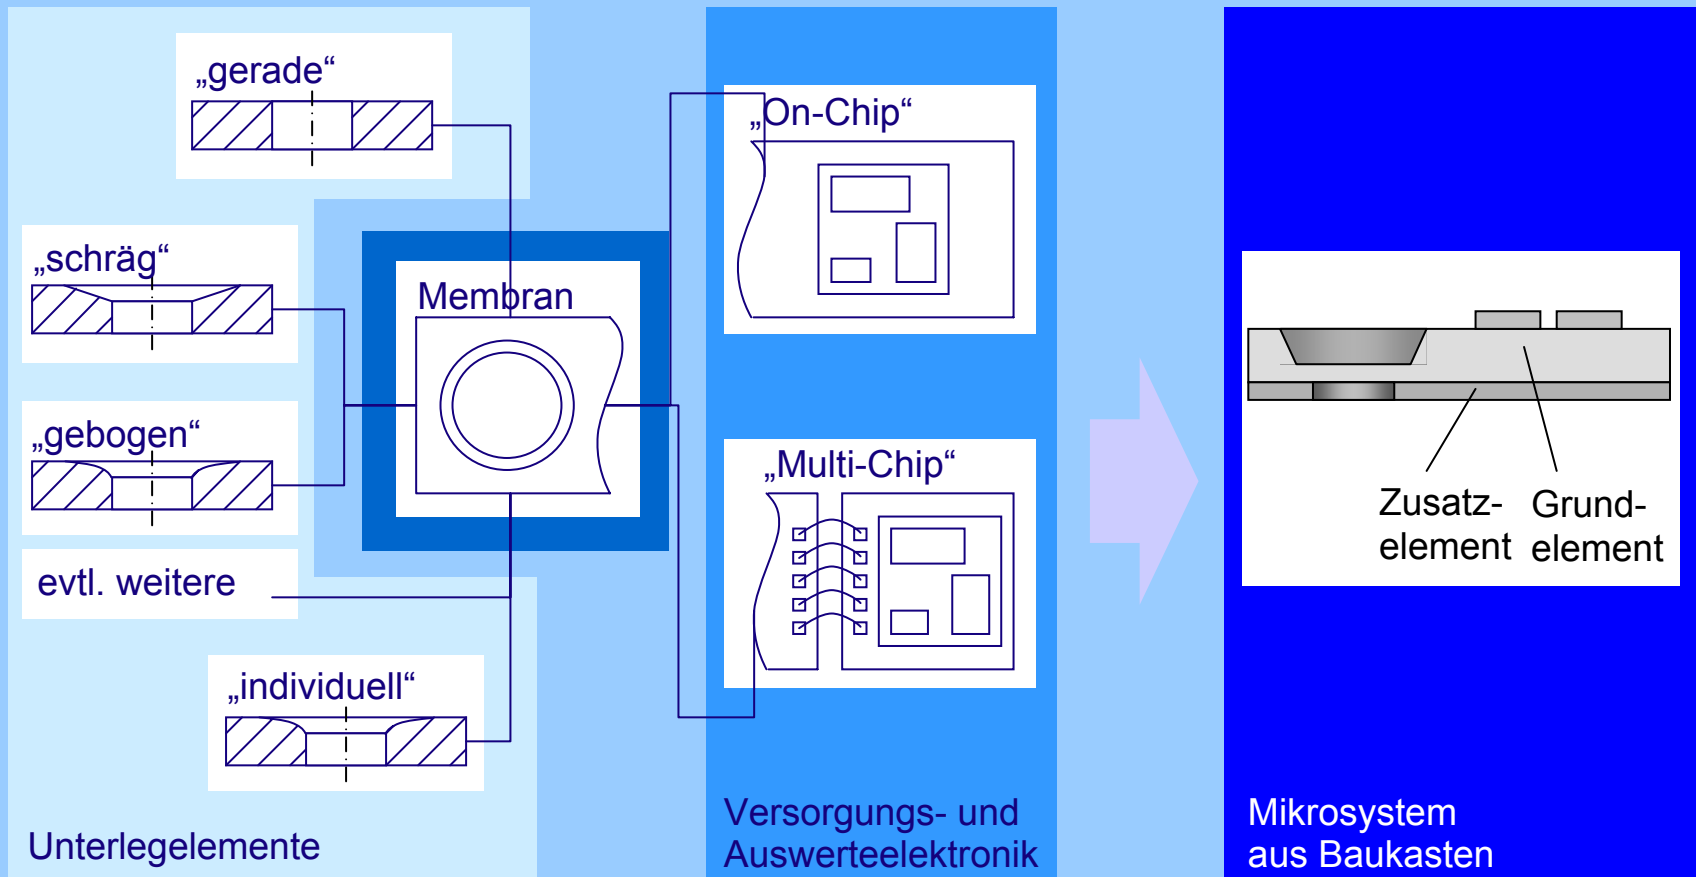 „gerade“
„schräg“
„gebogen“
evtl. weitere
„individuell“
Unterlegelemente
Membran
„On-Chip“
„Multi-Chip“
Versorgungs- und
Auswerteelektronik
Zusatz-
element
Grund-
element
Mikrosystem
aus Baukasten